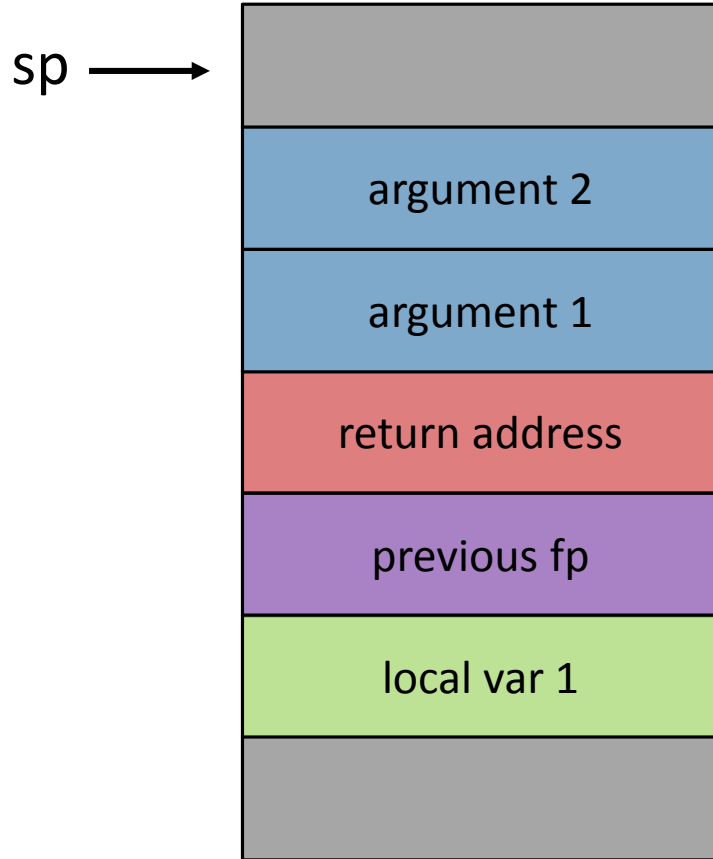 sp
argument 2
argument 1
return address
previous fp
local var 1